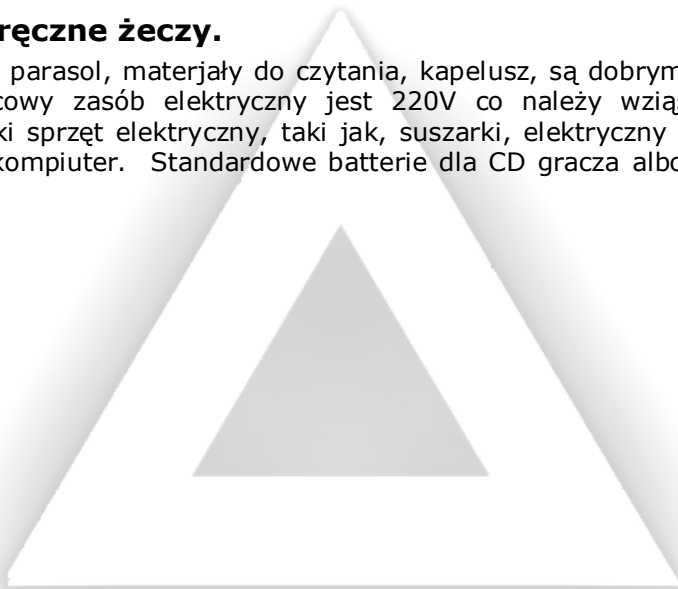 ręczne żeczy.
parasol, materjały do czytania, kapelusz, są dobrym
cowy zasób elektryczny jest 220V co należy wzią
ki sprzęt elektryczny, taki jak, suszarki, elektryczny
kompiuter. Standardowe batterie dla CD gracza albo